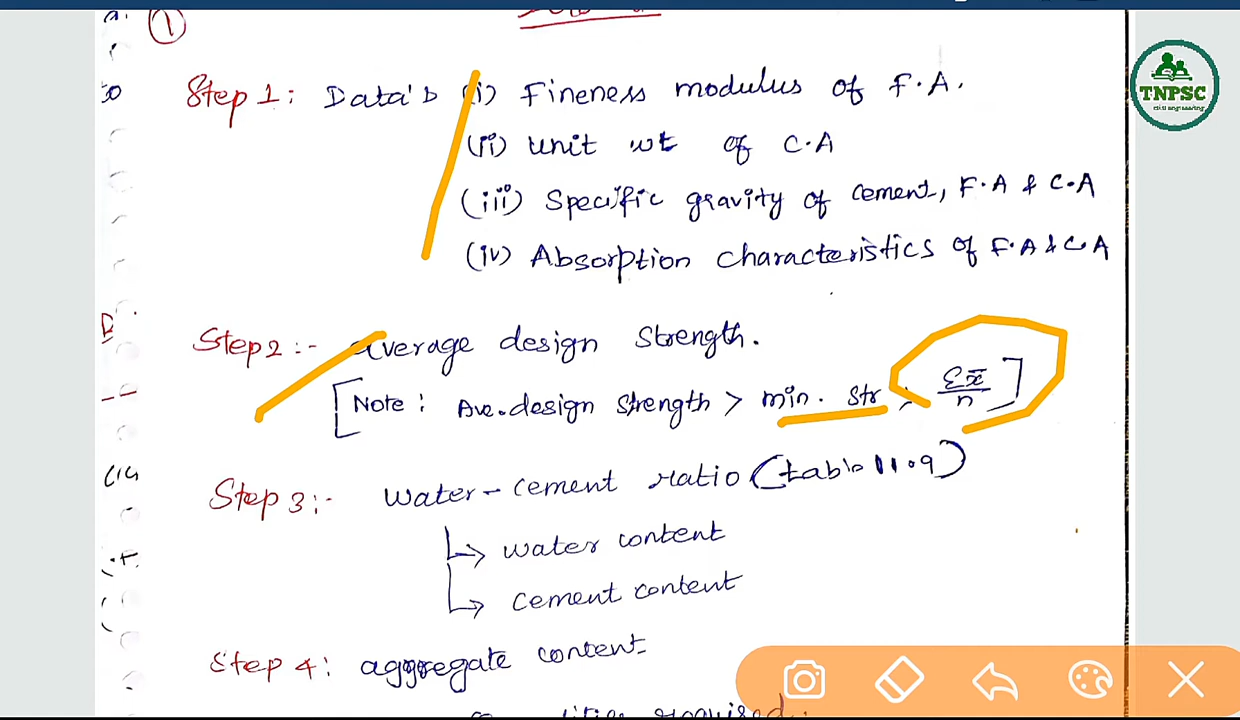 ①
Step 1: Data's (i) Fineness modulus of F.A.
(ii) unit wt of C.A
(iii) Specific gravity of cement, F.A & C.A
(iv) Absorption characteristics of F.A & C.A
TNPSC
Step 2:- average design strength.
[Note: Ave.design strength > min. str, Σx̄/n]
Step 3:- water-cement ratio (table 11.9)
↳ water content
↳ cement content
Step 4: aggregate content
required.